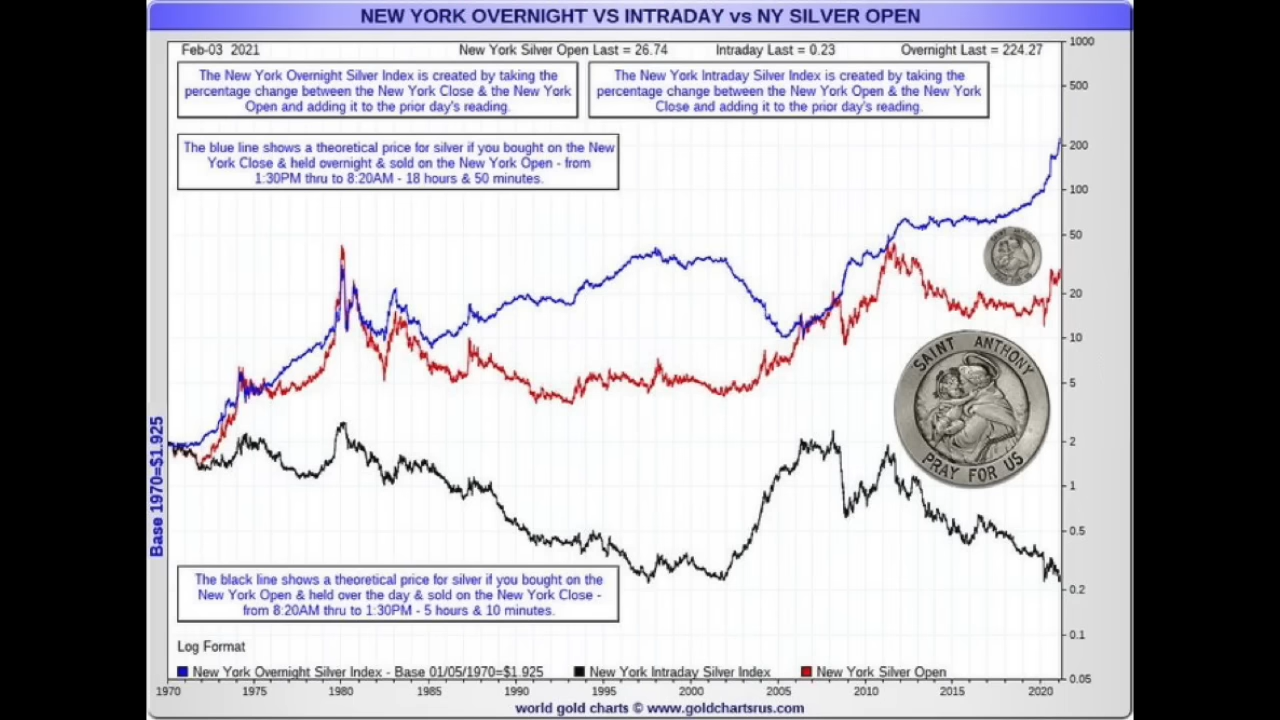 NEW YORK OVERNIGHT VS INTRADAY vs NY SILVER OPEN
Feb-03 2021
New York Silver Open Last = 26.74
Intraday Last = 0.23
Overnight Last = 224.27
The New York Overnight Silver Index is created by taking the
percentage change between the New York Close & the New York
Open and adding it to the prior day's reading.
The New York Intraday Silver Index is created by taking the
percentage change between the New York Open & the New York
Close and adding it to the prior day's reading.
The blue line shows a theoretical price for silver if you bought on the New
York Close & held overnight & sold on the New York Open - from
1:30PM thru to 8:20AM - 18 hours & 50 minutes.
1000
500
200
100
50
20
10
5
2
1
0.5
0.2
0.1
0.05
SAINT ANTHONY
SAINT ANTHONY
PRAY FOR US
Base 1970=$1.925
The black line shows a theoretical price for silver if you bought on the
New York Open & held over the day & sold on the New York Close -
from 8:20AM thru to 1:30PM - 5 hours & 10 minutes.
Log Format
New York Overnight Silver Index - Base 01/05/1970=$1.925
New York Intraday Silver Index
New York Silver Open
1970 1975 1980 1985 1990 1995 2000 2005 2010 2015 2020
world gold charts © www.goldchartsrus.com